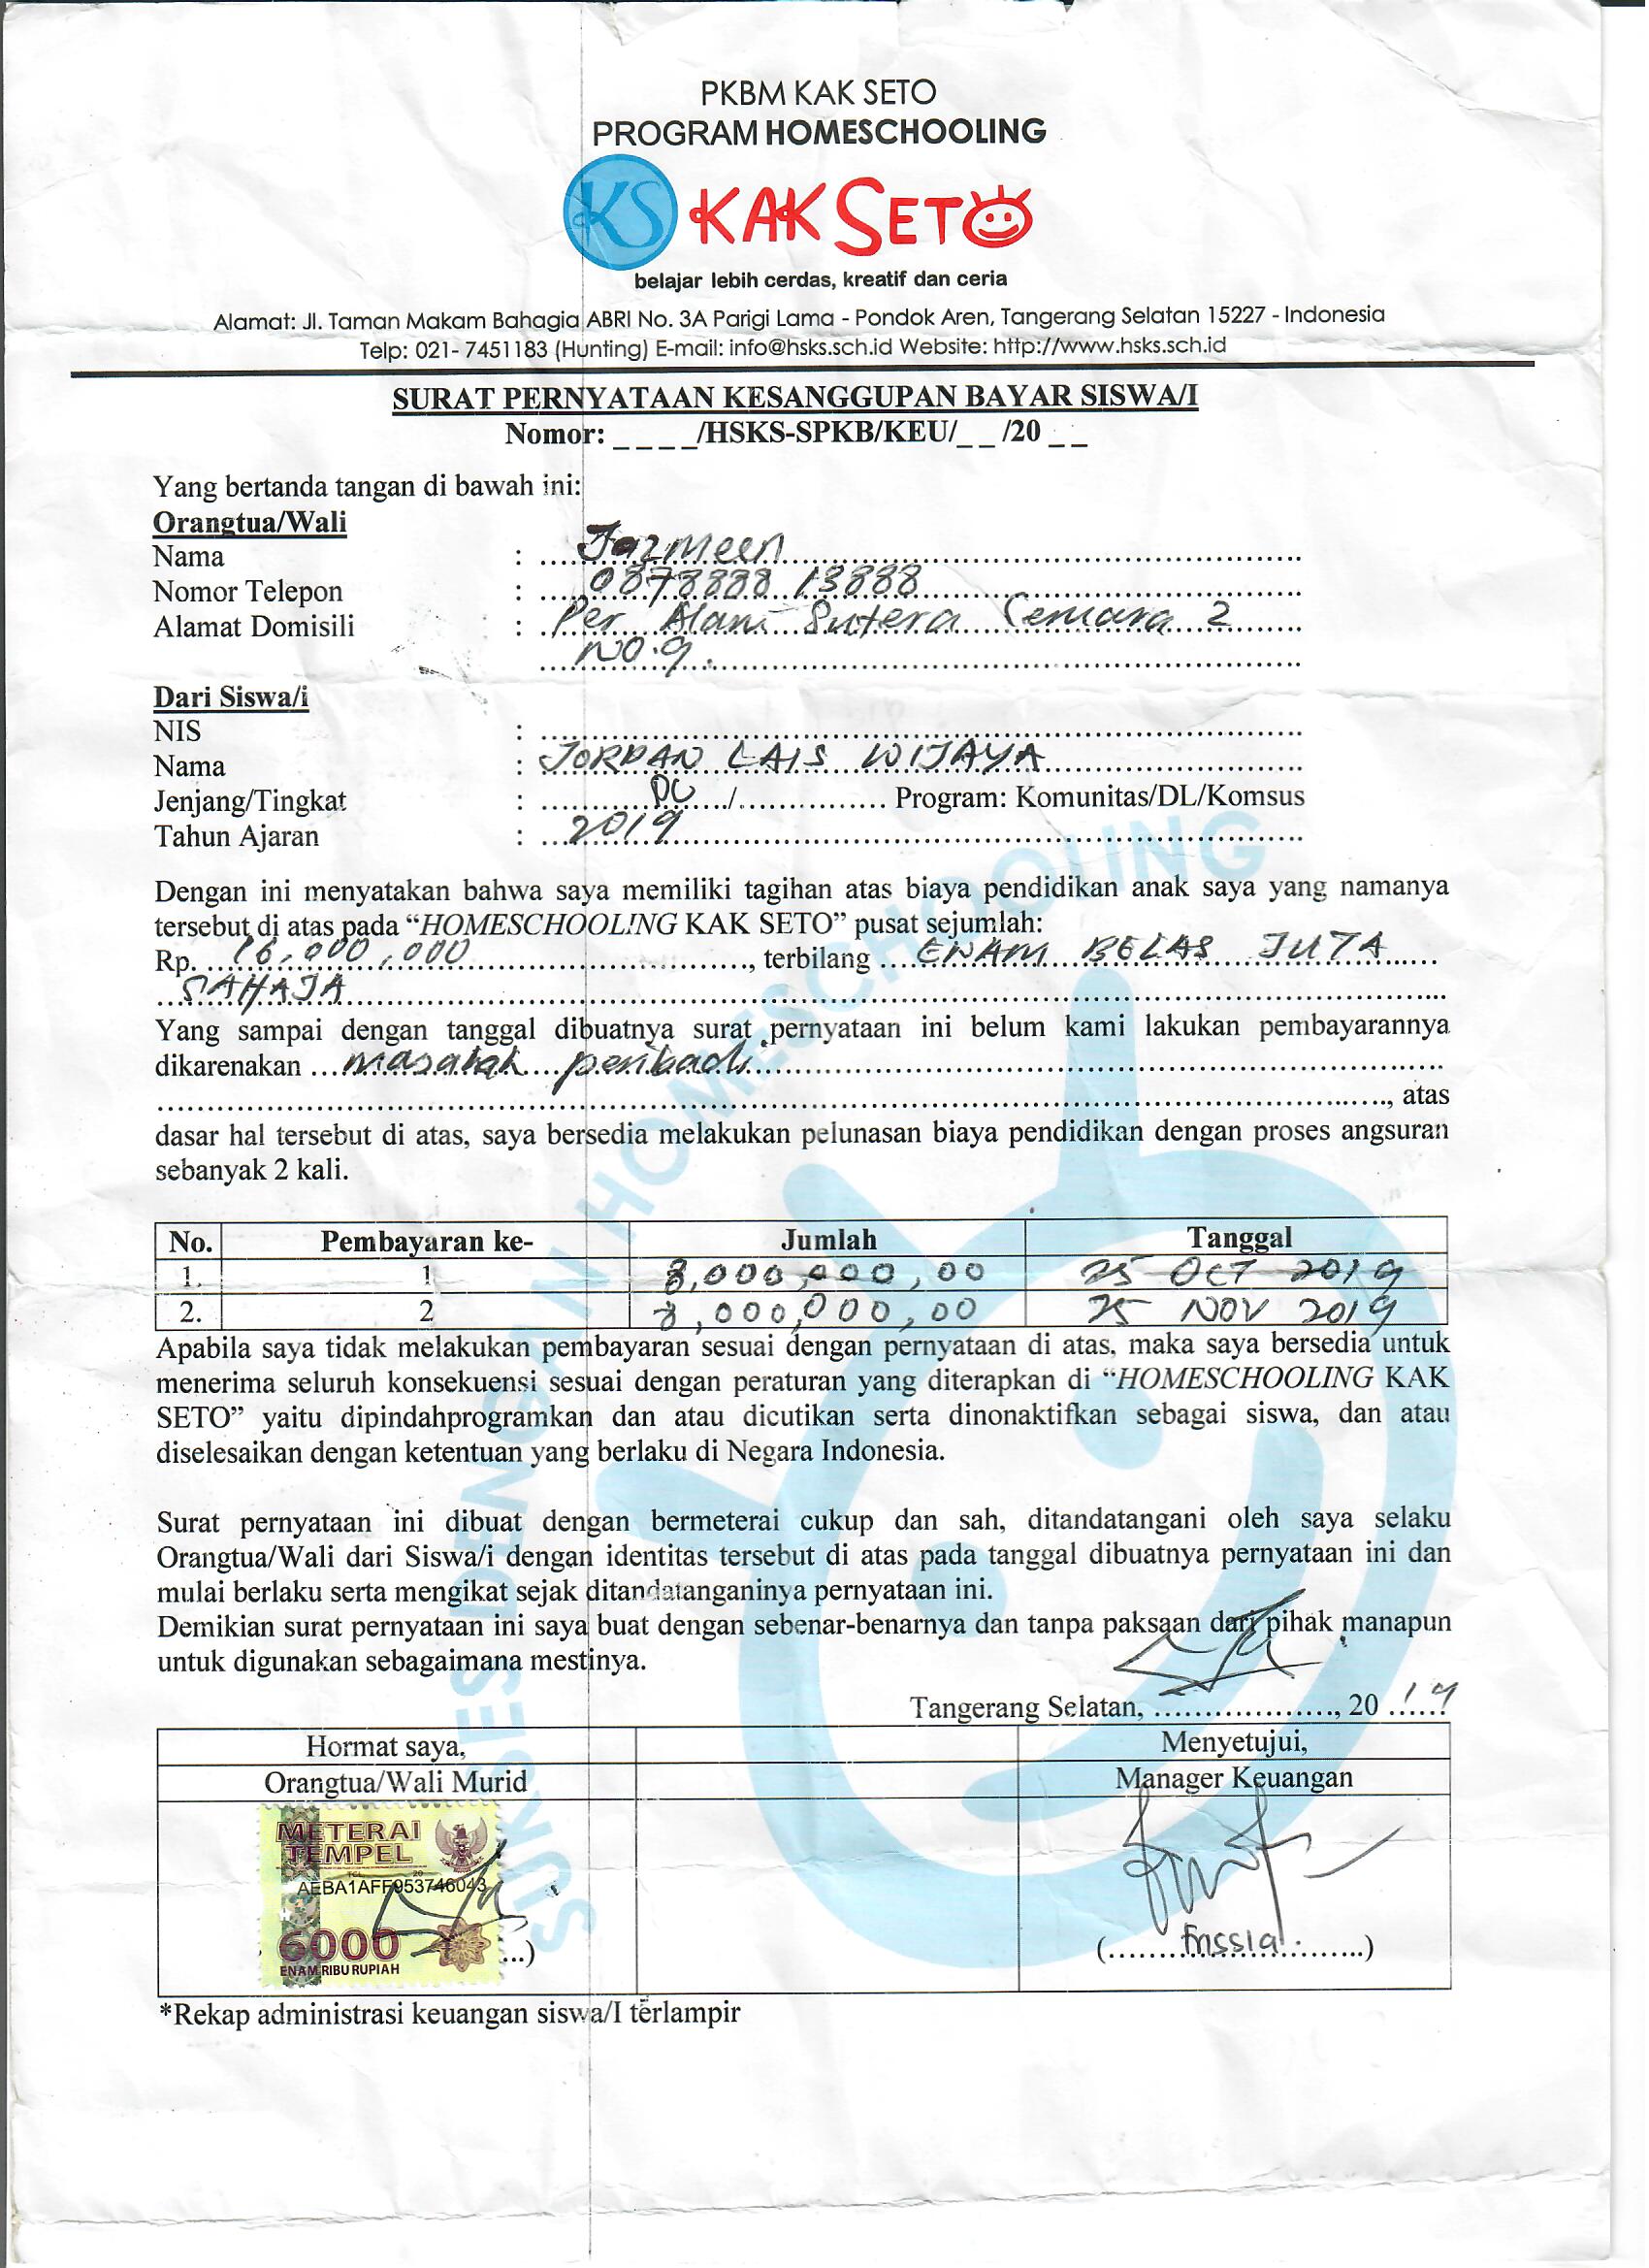 PKBM KAK SETO
PROGRAM HOMESCHOOLING
KS KAK SETO
belajar lebih cerdas, kreatif dan ceria
Alamat: Jl. Taman Makam Bahagia ABRI No. 3A Parigi Lama - Pondok Aren, Tangerang Selatan 15227 - Indonesia
Telp: 021- 7451183 (Hunting) E-mail: info@hsks.sch.id Website: http://www.hsks.sch.id
SURAT PERNYATAAN KESANGGUPAN BAYAR SISWA/I
Nomor: _ _ _ _/HSKS-SPKB/KEU/_ _ /20 _ _
Yang bertanda tangan di bawah ini:
Orangtua/Wali
Nama : Jazmeen
Nomor Telepon : 0878888 13888
Alamat Domisili : Per Alam Sutera Cemara 2
NO.9.
Dari Siswa/i
NIS :
Nama : JORDAN LAIS WIJAYA
Jenjang/Tingkat : / Program: Komunitas/DL/Komsus
Tahun Ajaran : 2019
Dengan ini menyatakan bahwa saya memiliki tagihan atas biaya pendidikan anak saya yang namanya
tersebut di atas pada “HOMESCHOOLING KAK SETO” pusat sejumlah:
Rp. 16,000,000, terbilang ENAM BELAS JUTA
SAHAJA
Yang sampai dengan tanggal dibuatnya surat pernyataan ini belum kami lakukan pembayarannya
dikarenakan masalah peribadi
, atas
dasar hal tersebut di atas, saya bersedia melakukan pelunasan biaya pendidikan dengan proses angsuran
sebanyak 2 kali.
No. Pembayaran ke- Jumlah Tanggal
1. 1 8,000,000,00 25 OCT 2019
2. 2 8,000,000,00 25 NOV 2019
Apabila saya tidak melakukan pembayaran sesuai dengan pernyataan di atas, maka saya bersedia untuk
menerima seluruh konsekuensi sesuai dengan peraturan yang diterapkan di “HOMESCHOOLING KAK
SETO” yaitu dipindahprogramkan dan atau dicutikan serta dinonaktifkan sebagai siswa, dan atau
diselesaikan dengan ketentuan yang berlaku di Negara Indonesia.
Surat pernyataan ini dibuat dengan bermeterai cukup dan sah, ditandatangani oleh saya selaku
Orangtua/Wali dari Siswa/i dengan identitas tersebut di atas pada tanggal dibuatnya pernyataan ini dan
mulai berlaku serta mengikat sejak ditandatanganinya pernyataan ini.
Demikian surat pernyataan ini saya buat dengan sebenar-benarnya dan tanpa paksaan dari pihak manapun
untuk digunakan sebagaimana mestinya.
Tangerang Selatan, .................., 20 19
Hormat saya, Menyetujui,
Orangtua/Wali Murid Manager Keuangan
METERAI
TEMPEL
TGL 20
AEBA1AFF953746043
6000
ENAM RIBU RUPIAH
*Rekap administrasi keuangan siswa/I terlampir
SUKSES DENGAN HOMESCHOOLING